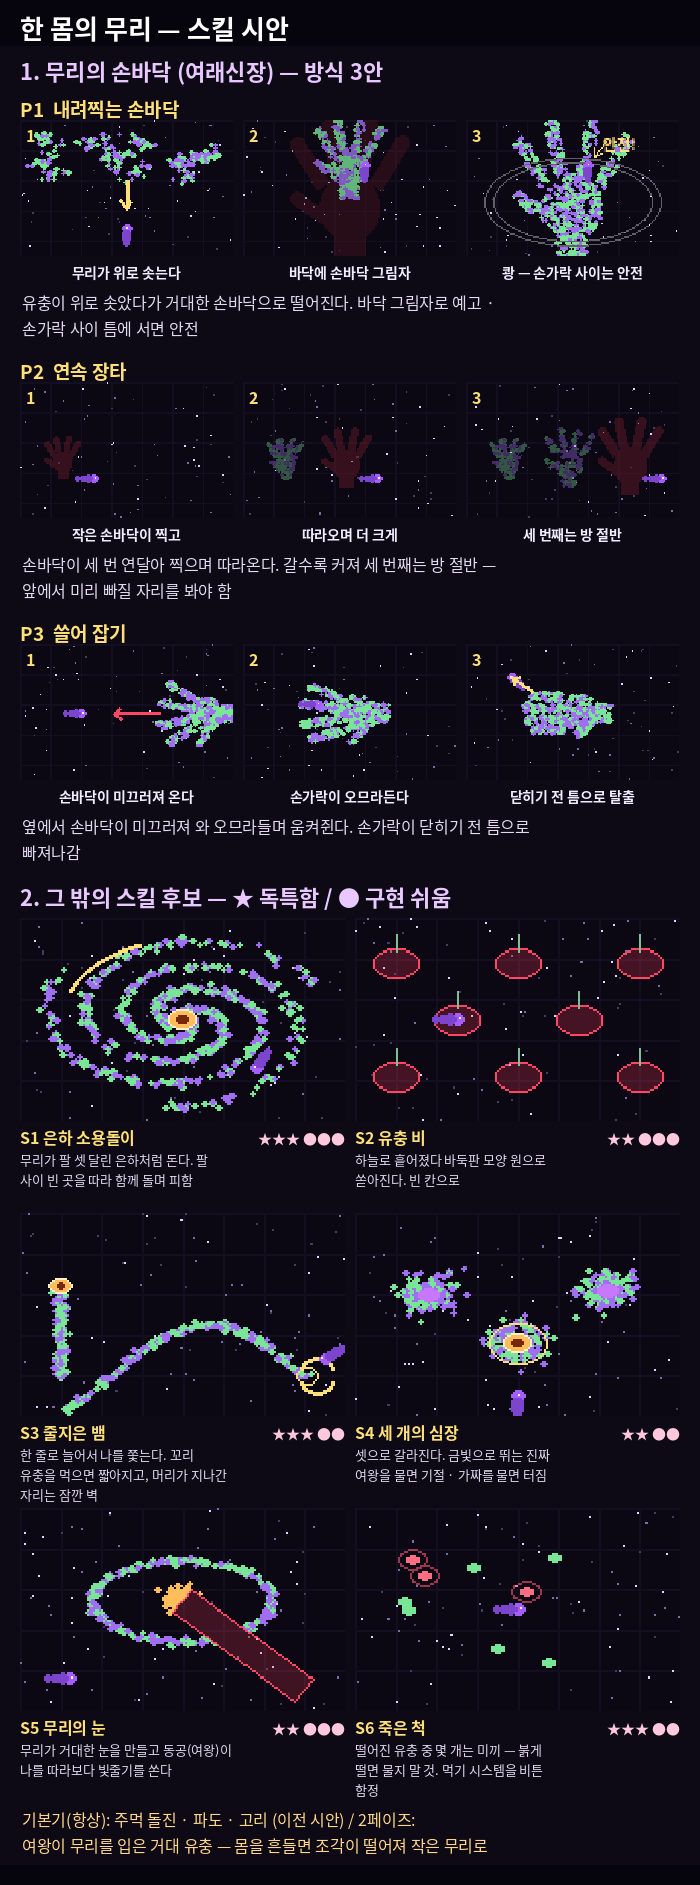 한 몸의 무리 — 스킬 시안
1. 무리의 손바닥 (여래신장) — 방식 3안
P1 내려찍는 손바닥
1
2
3
안전!
무리가 위로 솟는다
바닥에 손바닥 그림자
쾅 — 손가락 사이는 안전
유충이 위로 솟았다가 거대한 손바닥으로 떨어진다. 바닥 그림자로 예고 ·
손가락 사이 틈에 서면 안전
P2 연속 장타
1
2
3
작은 손바닥이 찍고
따라오며 더 크게
세 번째는 방 절반
손바닥이 세 번 연달아 찍으며 따라온다. 갈수록 커져 세 번째는 방 절반 —
앞에서 미리 빠질 자리를 봐야 함
P3 쓸어 잡기
1
2
3
손바닥이 미끄러져 온다
손가락이 오므라든다
닫히기 전 틈으로 탈출
옆에서 손바닥이 미끄러져 와 오므라들며 움켜쥔다. 손가락이 닫히기 전 틈으로
빠져나감
2. 그 밖의 스킬 후보 — ★ 독특함 / ● 구현 쉬움
S1 은하 소용돌이 ★★★ ●●●
무리가 팔 셋 달린 은하처럼 돈다. 팔
사이 빈 곳을 따라 함께 돌며 피함
S2 유충 비 ★★ ●●●
하늘로 흩어졌다 바둑판 모양 원으로
쏟아진다. 빈 칸으로
S3 줄지은 뱀 ★★★ ●●
한 줄로 늘어서 나를 쫓는다. 꼬리
유충을 먹으면 짧아지고, 머리가 지나간
자리는 잠깐 벽
S4 세 개의 심장 ★★ ●●
셋으로 갈라진다. 금빛으로 뛰는 진짜
여왕을 물면 기절 · 가짜를 물면 터짐
S5 무리의 눈 ★★ ●●●
무리가 거대한 눈을 만들고 동공(여왕)이
나를 따라보다 빛줄기를 쏜다
S6 죽은 척 ★★★ ●●
떨어진 유충 중 몇 개는 미끼 — 붉게
떨면 물지 말 것. 먹기 시스템을 비튼
함정
기본기(항상): 주먹 돌진 · 파도 · 고리 (이전 시안) / 2페이즈:
여왕이 무리를 입은 거대 유충 — 몸을 흔들면 조각이 떨어져 작은 무리로